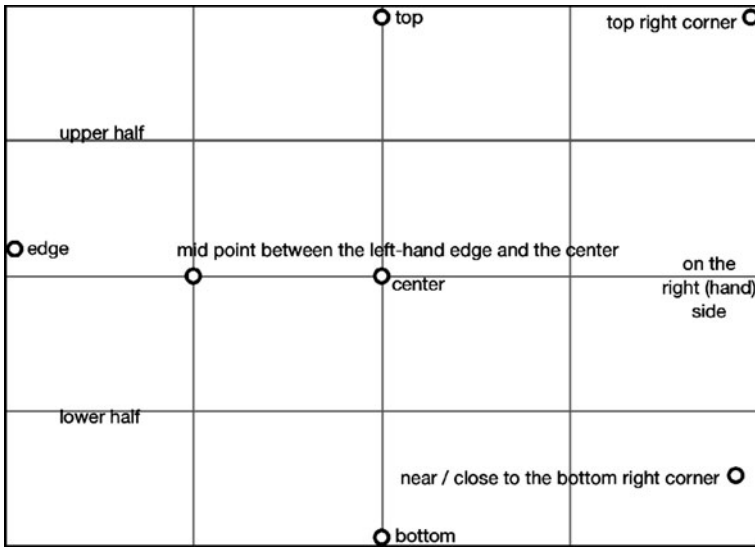 top
top right corner
upper half
edge
mid point between the left-hand edge and the center
center
on the
right (hand)
side
lower half
near / close to the bottom right corner
bottom